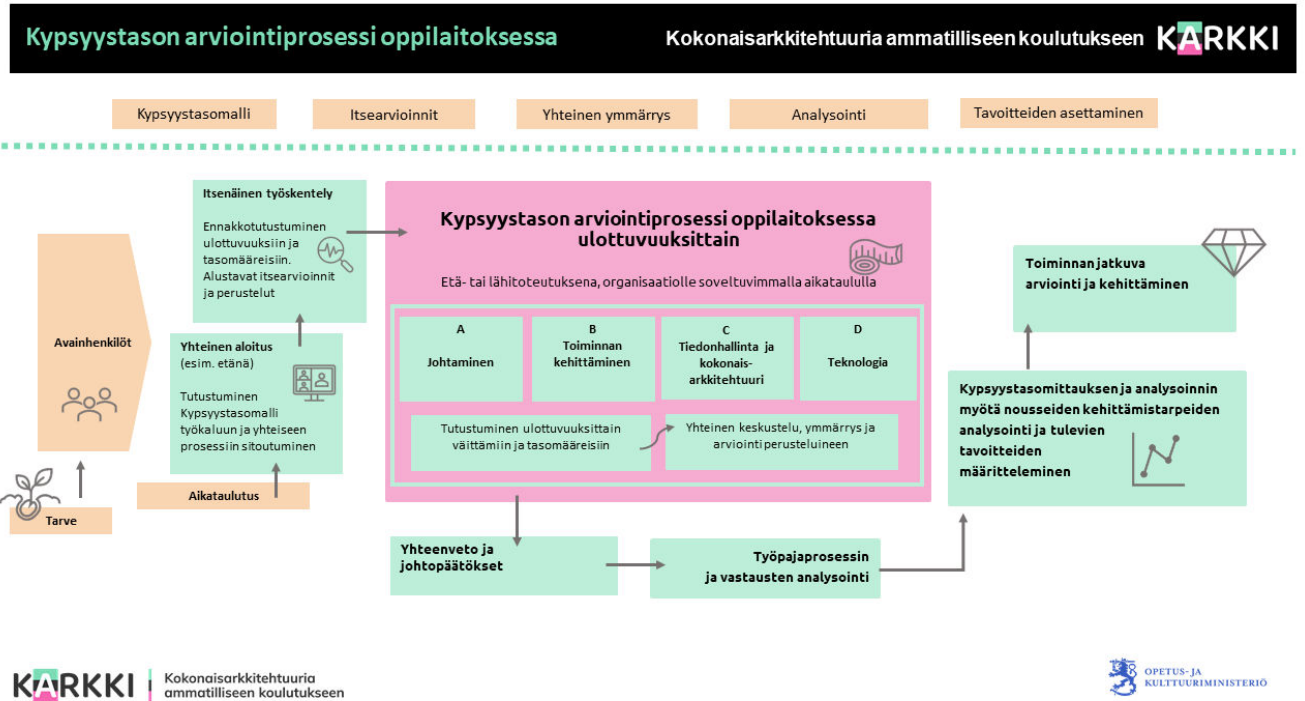 Kypsyystason arviointiprosessi oppilaitoksessa
Kokonaisarkkitehtuuria ammatilliseen koulutukseen KARKKI
Kypsyystasomalli
Itsearvioinnit
Yhteinen ymmärrys
Analysointi
Tavoitteiden asettaminen
Tarve
Avainhenkilöt
Aikataulutus
Yhteinen aloitus
(esim. etänä)
Tutustuminen
Kypsyystasomalli
työkaluun ja yhteiseen
prosessiin sitoutuminen
Itsenäinen työskentely
Ennakkotutustuminen
ulottuvuuksiin ja
tasomääreisiin.
Alustavat itsearvioinnit
ja perustelut
Kypsyystason arviointiprosessi oppilaitoksessa
ulottuvuuksittain
Etä- tai lähitoteutuksena, organisaatiolle soveltuvimmalla aikataululla
A
Johtaminen
B
Toiminnan
kehittäminen
C
Tiedonhallinta ja
kokonais-
arkkitehtuuri
D
Teknologia
Tutustuminen ulottuvuuksittain
väittämiin ja tasomääreisiin
Yhteinen keskustelu, ymmärrys ja
arviointi perusteluineen
Yhteenveto ja
johtopäätökset
Työpajaprosessin
ja vastausten analysointi
Kypsyystasomittauksen ja analysoinnin
myötä nousseiden kehittämistarpeiden
analysointi ja tulevien
tavoitteiden
määritteleminen
Toiminnan jatkuva
arviointi ja kehittäminen
KARKKI
Kokonaisarkkitehtuuria
ammatilliseen koulutukseen
OPETUS- JA
KULTTUURIMINISTERIÖ